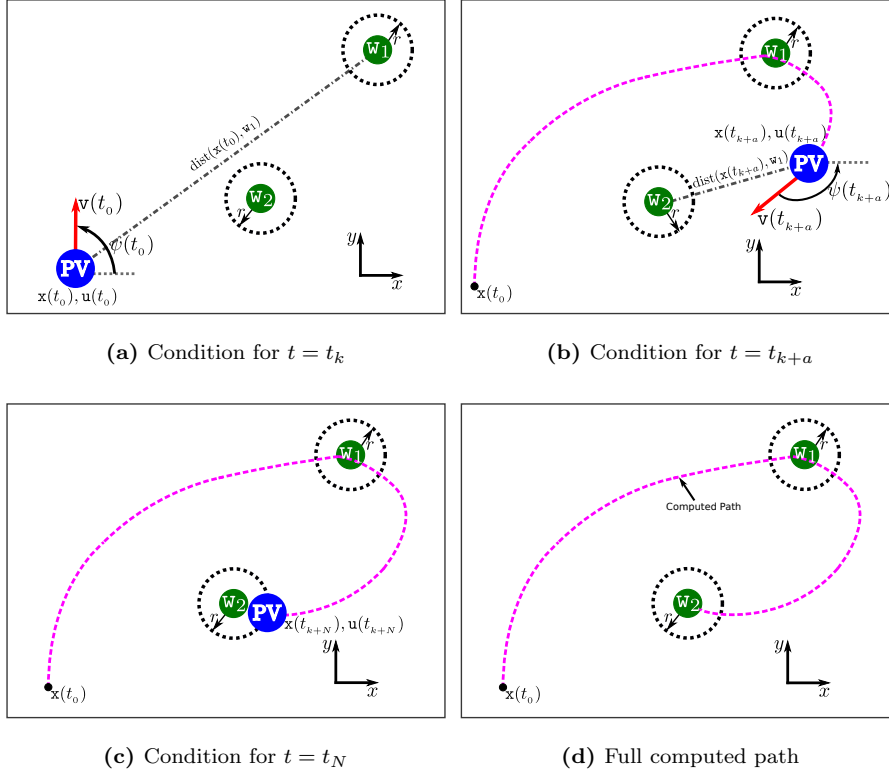 w1
r
dist(x(t0), w1)
w2
r
v(t0)
ψ(t0)
PV
x(t0), u(t0)
y
x
(a) Condition for t = tk
w1
r
x(tk+a), u(tk+a)
PV
dist(x(tk+a), w1)
w2
r
ψ(tk+a)
v(tk+a)
y
x
x(t0)
(b) Condition for t = tk+a
w1
r
w2
PV
r
x(tk+N), u(tk+N)
y
x
x(t0)
(c) Condition for t = tN
w1
r
Computed Path
w2
r
y
x
x(t0)
(d) Full computed path